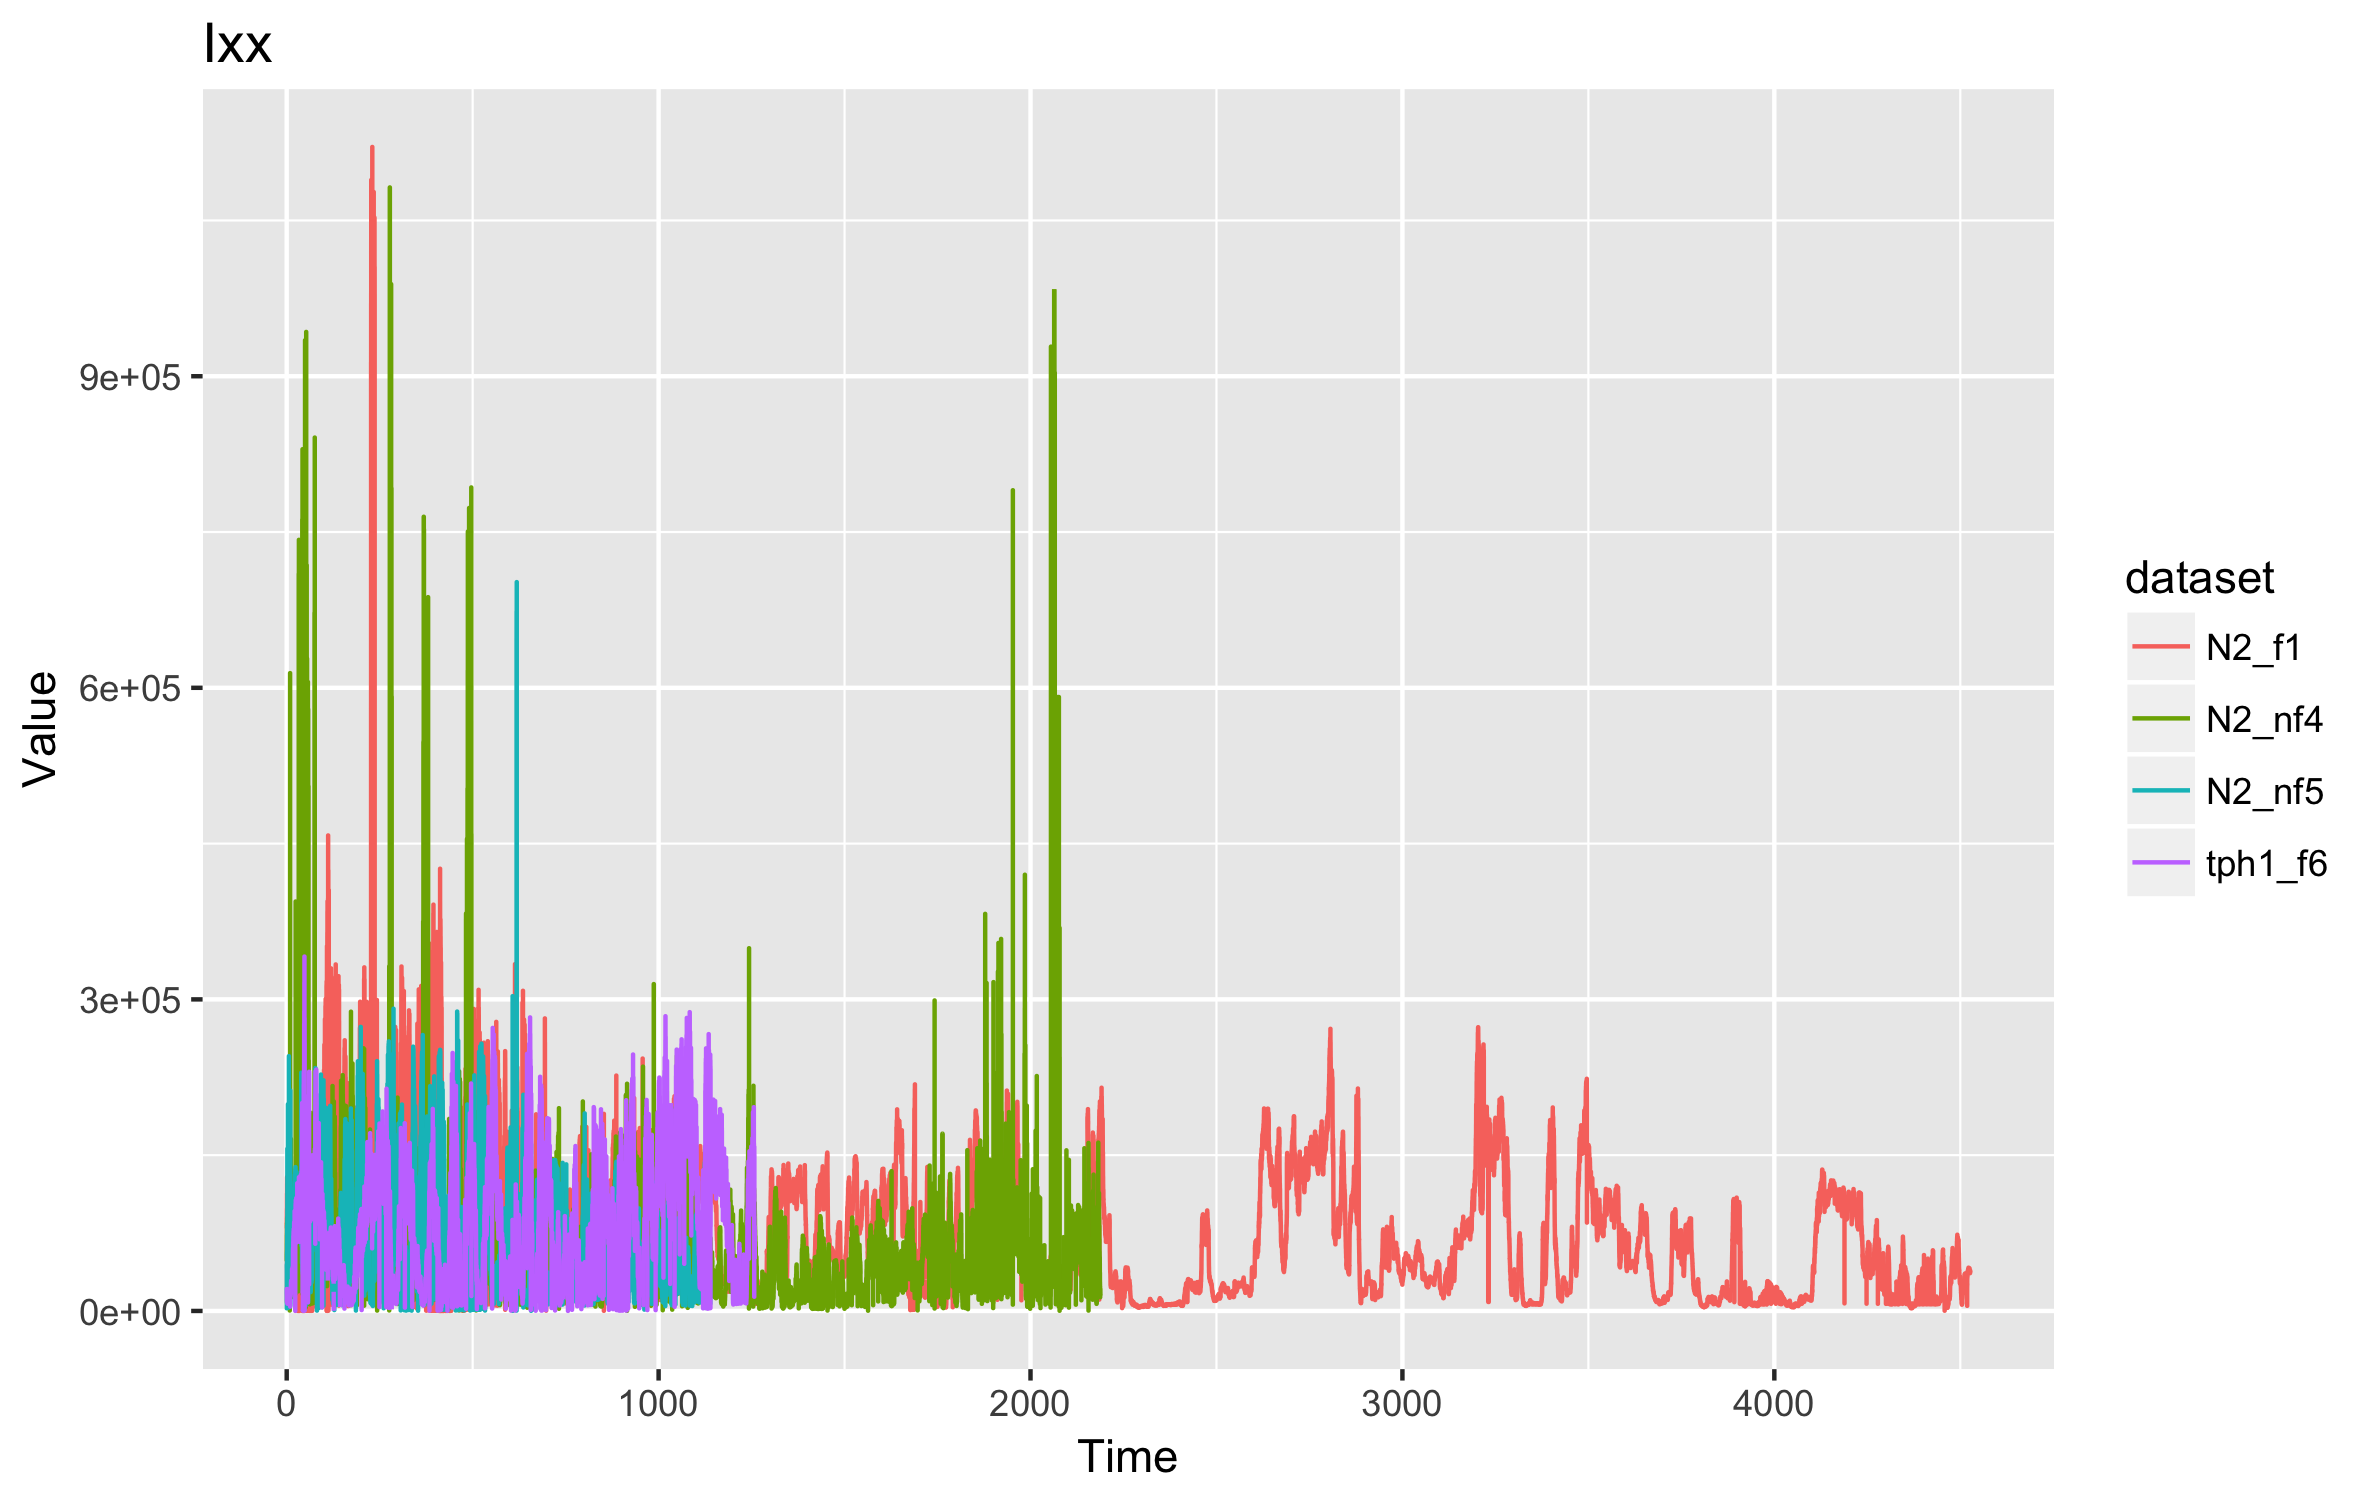 Ixx
Value
9e+05
6e+05
3e+05
0e+00
0
1000
2000
3000
4000
Time
dataset
N2_f1
N2_nf4
N2_nf5
tph1_f6